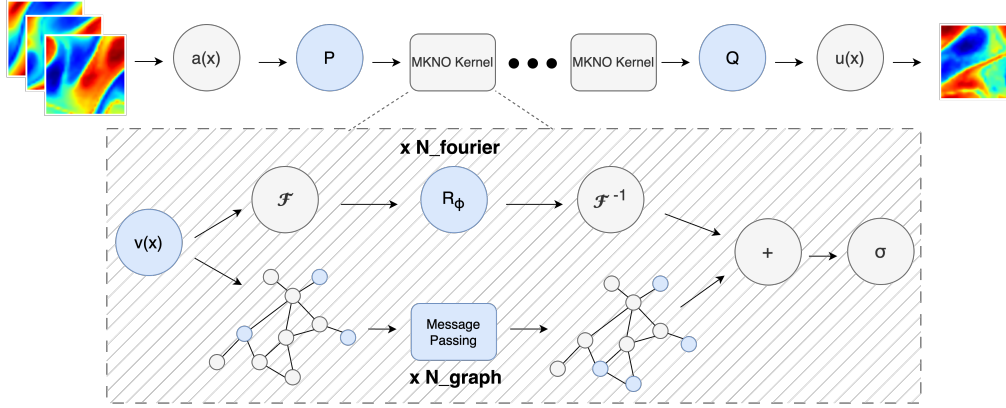 a(x)
P
MKNO Kernel
MKNO Kernel
Q
u(x)
x N_fourier
v(x)
ℱ
R_ϕ
ℱ⁻¹
+
σ
Message
Passing
x N_graph